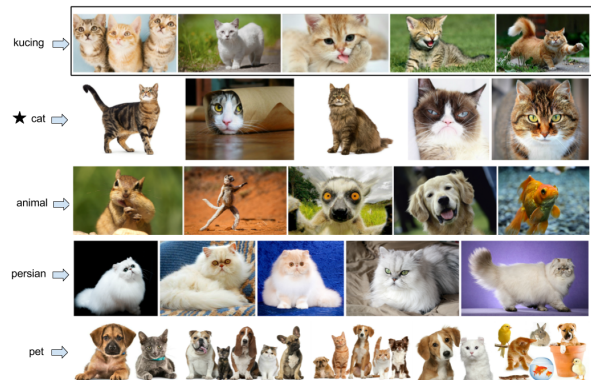 kucing
★ cat
animal
persian
pet